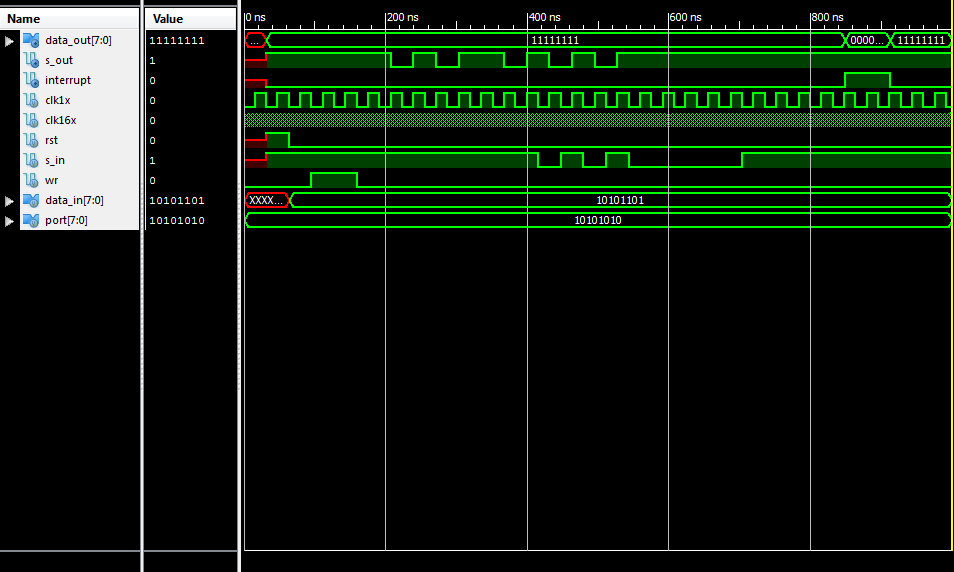 Name Value 0 ns 200 ns 400 ns 600 ns 800 ns
data_out[7:0] 11111111 ... 11111111 0000... 11111111
s_out 1
interrupt 0
clk1x 0
clk16x 0
rst 0
s_in 1
wr 0
data_in[7:0] 10101101 XXXX... 10101101
port[7:0] 10101010 10101010